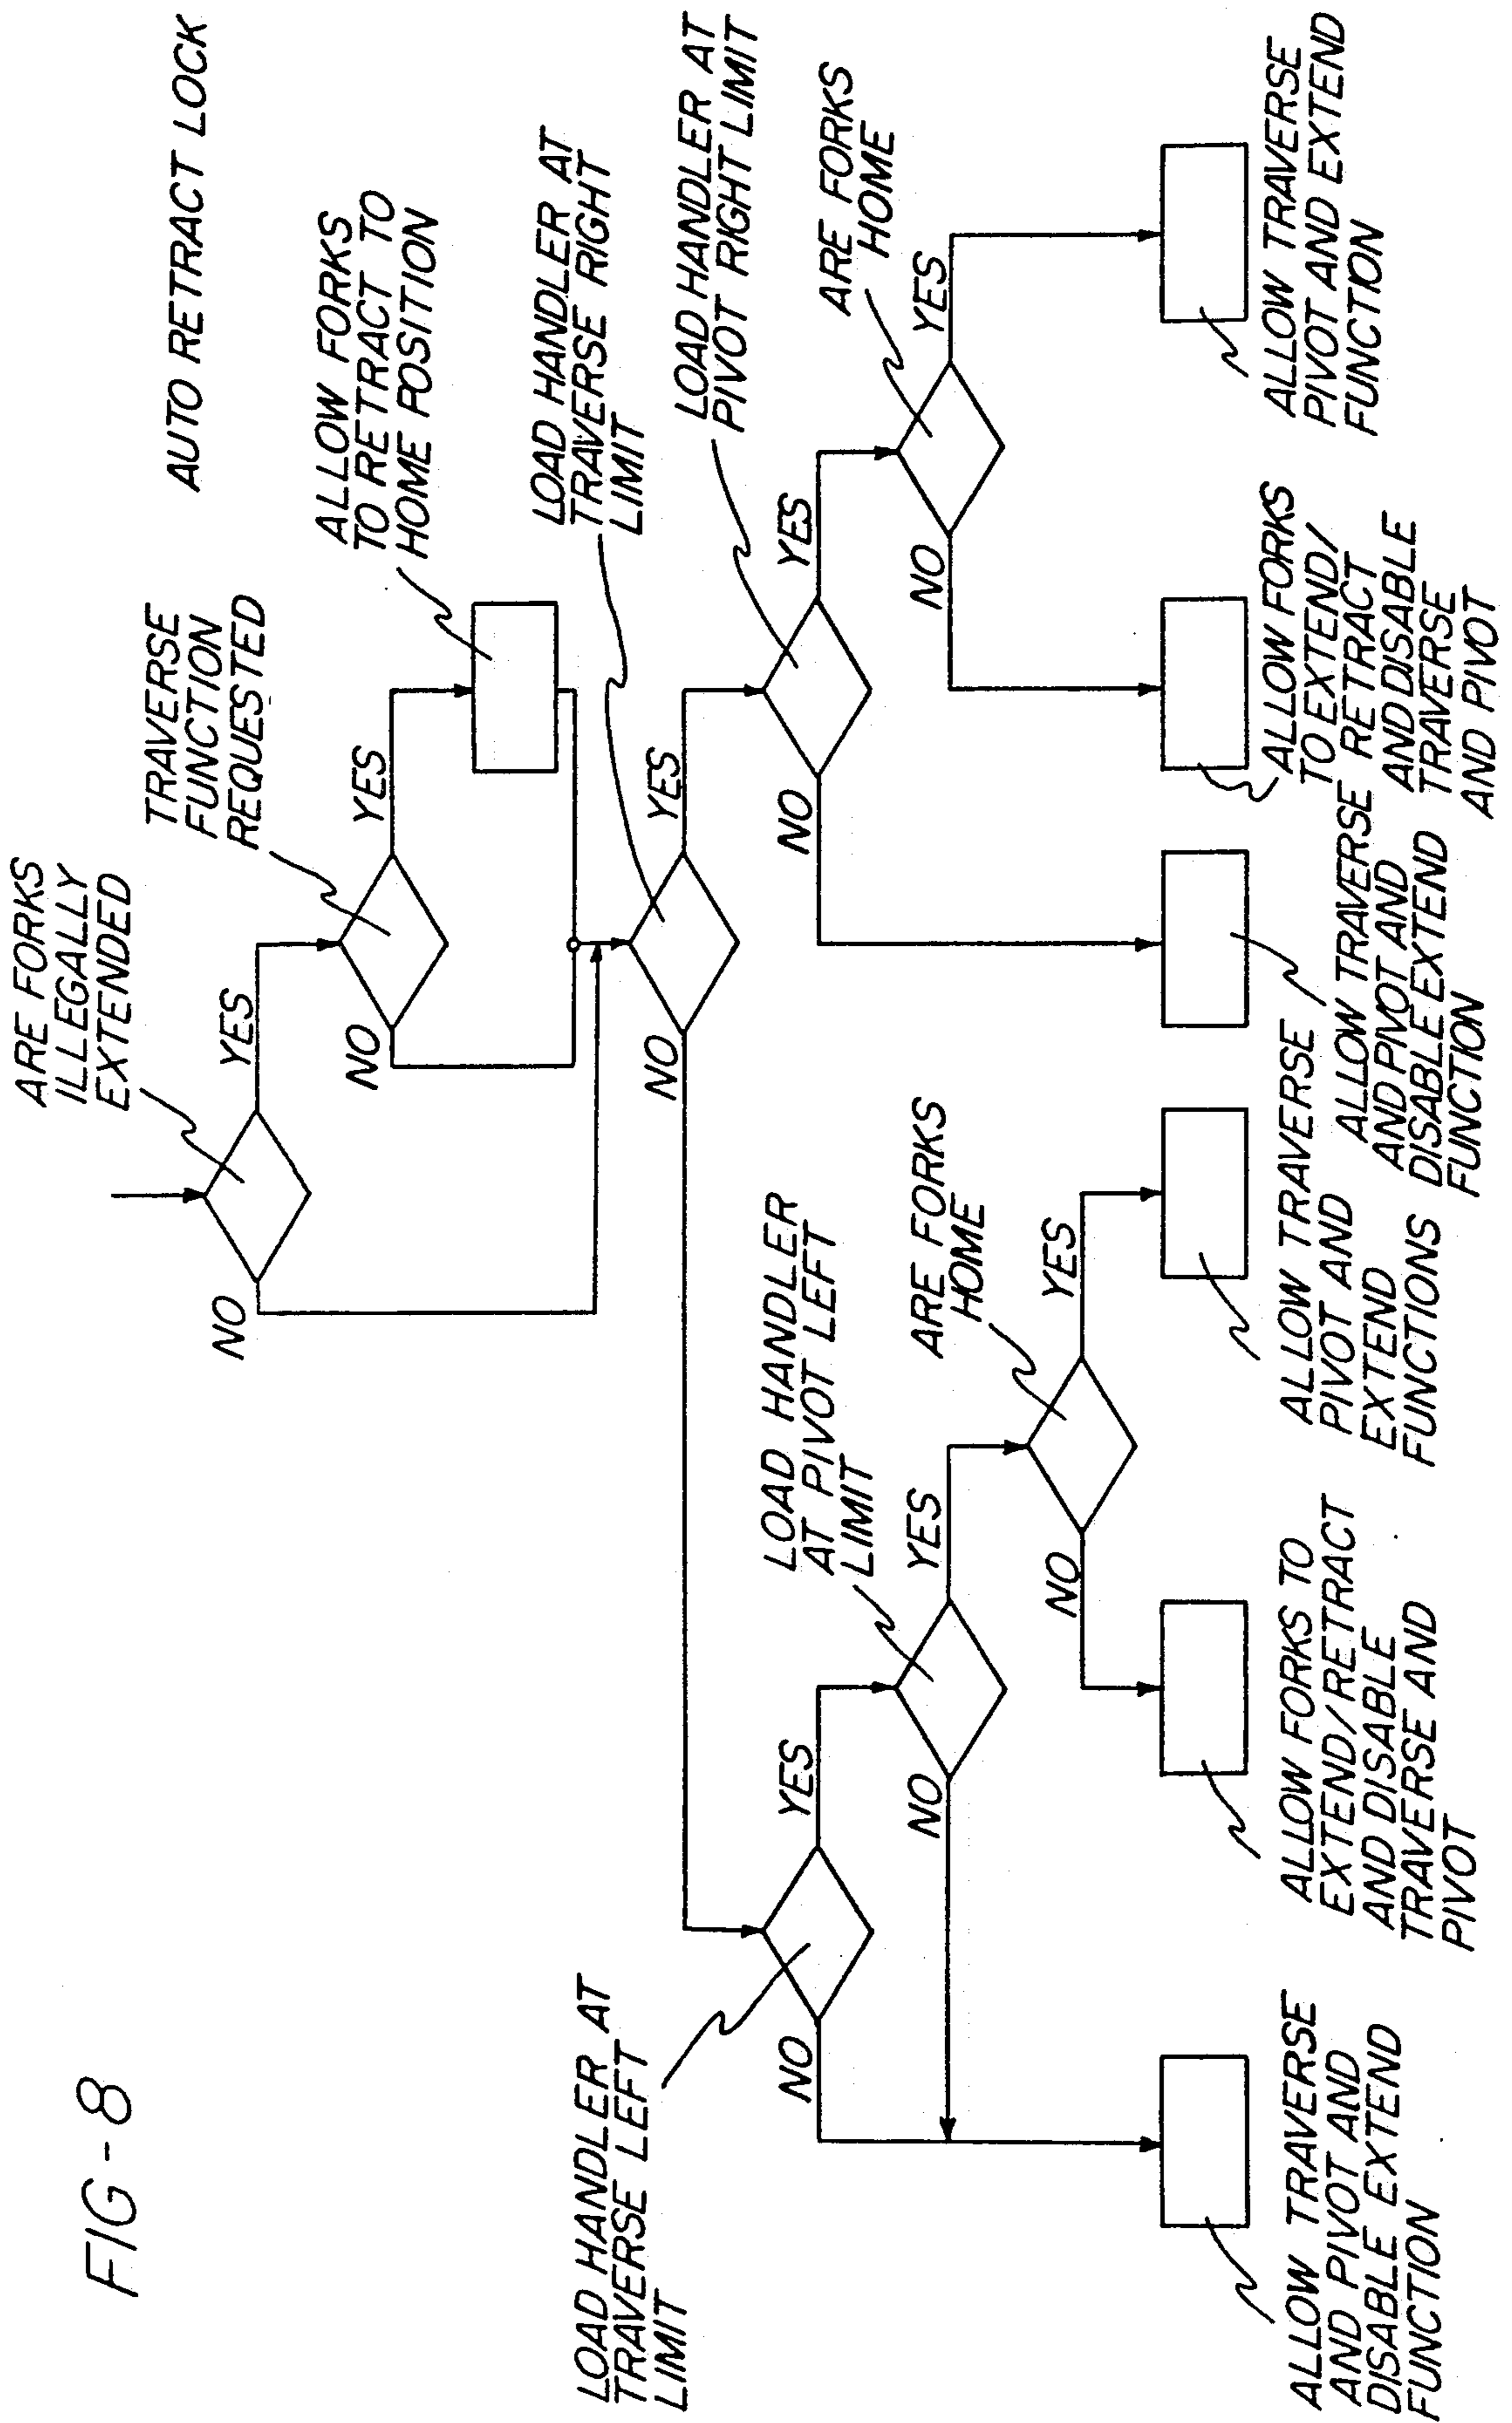 FIG-8
AUTO RETRACT LOCK
ARE FORKS
ILLEGALLY
EXTENDED
NO
YES
TRAVERSE
FUNCTION
REQUESTED
NO
YES
ALLOW FORKS
TO RETRACT TO
HOME POSITION
LOAD HANDLER AT
TRAVERSE RIGHT
LIMIT
NO
YES
LOAD HANDLER AT
TRAVERSE LEFT
LIMIT
NO
YES
LOAD HANDLER
AT PIVOT LEFT
LIMIT
NO
YES
ARE FORKS
HOME
NO
YES
LOAD HANDLER AT
PIVOT RIGHT LIMIT
NO
YES
ARE FORKS
HOME
NO
YES
ALLOW TRAVERSE
AND PIVOT AND
DISABLE EXTEND
FUNCTION
ALLOW FORKS TO
EXTEND/RETRACT
AND DISABLE
TRAVERSE AND
PIVOT
ALLOW TRAVERSE
PIVOT AND
EXTEND
FUNCTIONS
ALLOW TRAVERSE
AND PIVOT AND
DISABLE EXTEND
FUNCTION
ALLOW FORKS
TO EXTEND/
RETRACT
AND DISABLE
TRAVERSE
AND PIVOT
ALLOW TRAVERSE
PIVOT AND EXTEND
FUNCTION